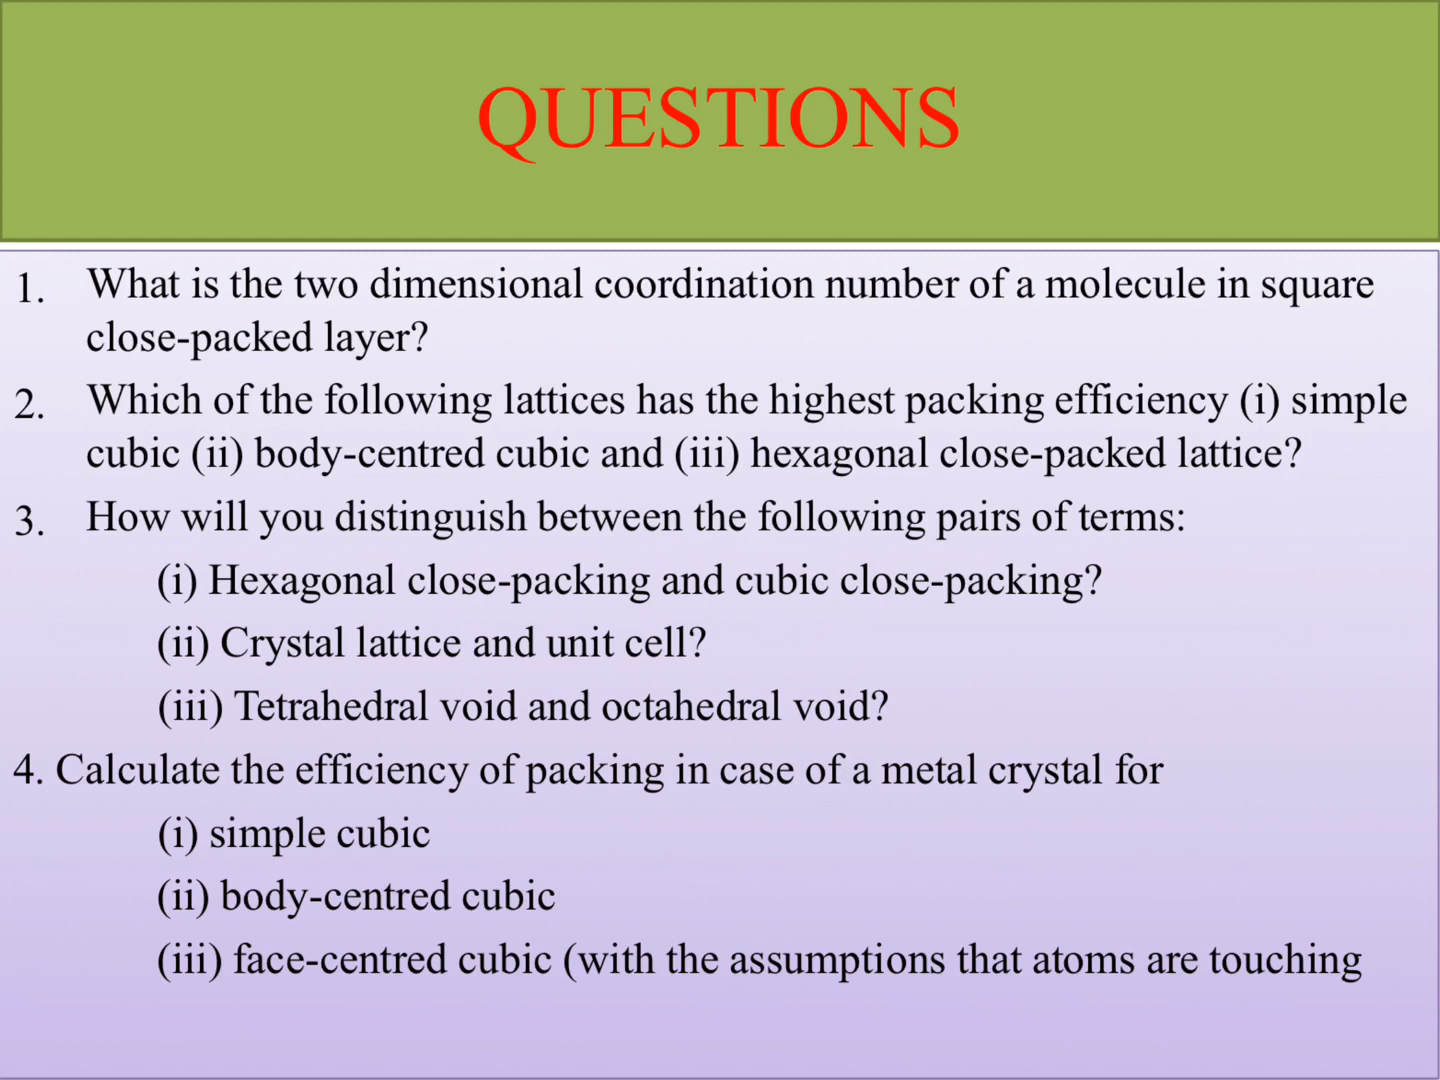 QUESTIONS
1. What is the two dimensional coordination number of a molecule in square
close-packed layer?
2. Which of the following lattices has the highest packing efficiency (i) simple
cubic (ii) body-centred cubic and (iii) hexagonal close-packed lattice?
3. How will you distinguish between the following pairs of terms:
(i) Hexagonal close-packing and cubic close-packing?
(ii) Crystal lattice and unit cell?
(iii) Tetrahedral void and octahedral void?
4. Calculate the efficiency of packing in case of a metal crystal for
(i) simple cubic
(ii) body-centred cubic
(iii) face-centred cubic (with the assumptions that atoms are touching